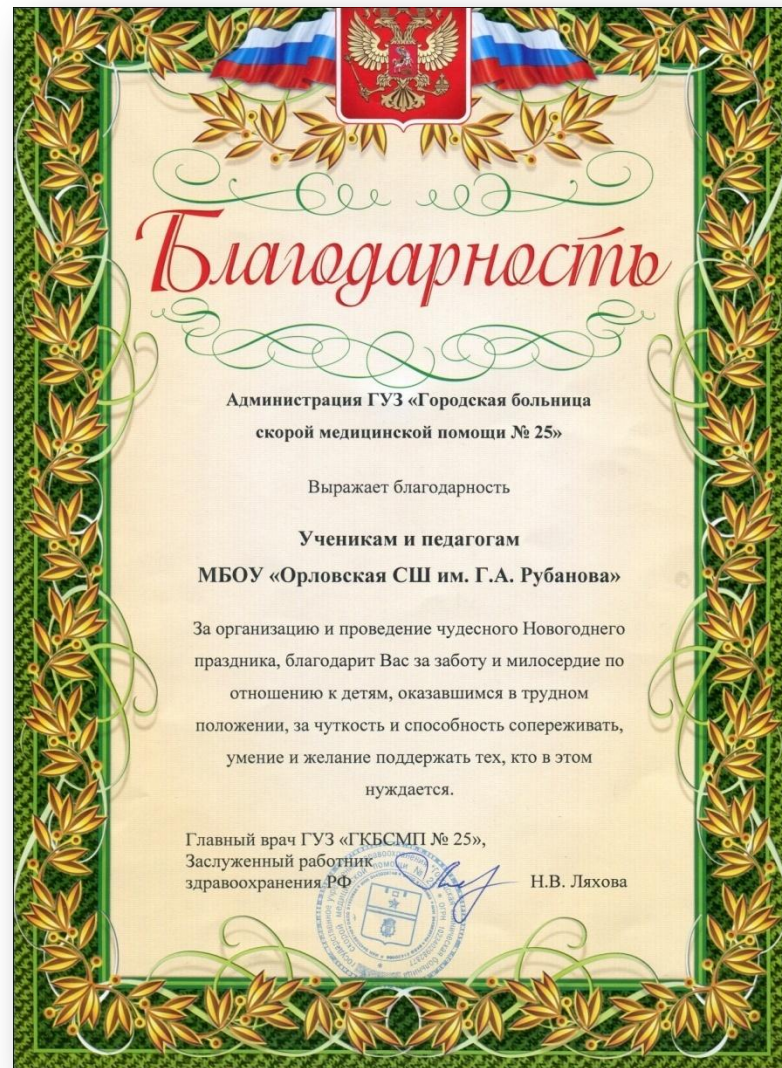 Благодарность
Администрация ГУЗ «Городская больница
скорой медицинской помощи № 25»
Выражает благодарность
Ученикам и педагогам
МБОУ «Орловская СШ им. Г.А. Рубанова»
За организацию и проведение чудесного Новогоднего
праздника, благодарит Вас за заботу и милосердие по
отношению к детям, оказавшимся в трудном
положении, за чуткость и способность сопереживать,
умение и желание поддержать тех, кто в этом
нуждается.
Главный врач ГУЗ «ГКБСМП № 25»,
Заслуженный работник
здравоохранения РФ Н.В. Ляхова